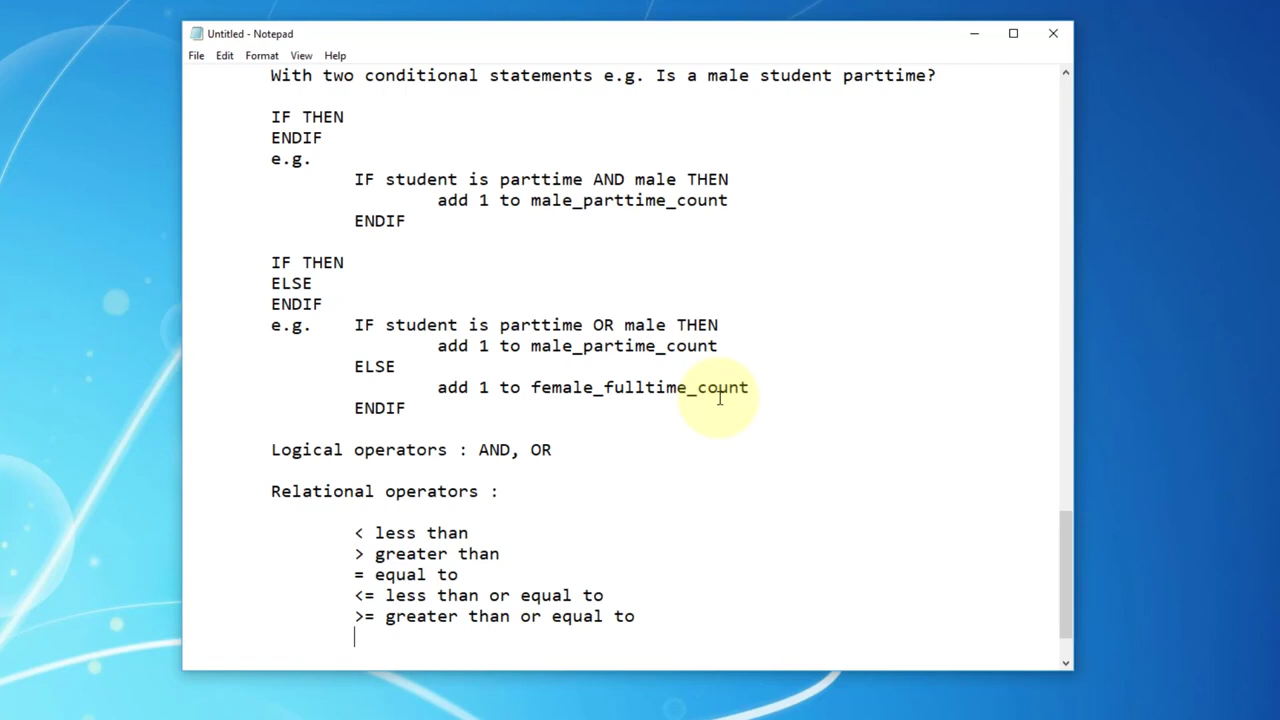 Untitled - Notepad
File Edit Format View Help
With two conditional statements e.g. Is a male student parttime?
IF THEN
ENDIF
e.g.
IF student is parttime AND male THEN
add 1 to male_parttime_count
ENDIF
IF THEN
ELSE
ENDIF
e.g. IF student is parttime OR male THEN
add 1 to male_partime_count
ELSE
add 1 to female_fulltime_count
ENDIF
Logical operators : AND, OR
Relational operators :
< less than
> greater than
= equal to
<= less than or equal to
>= greater than or equal to